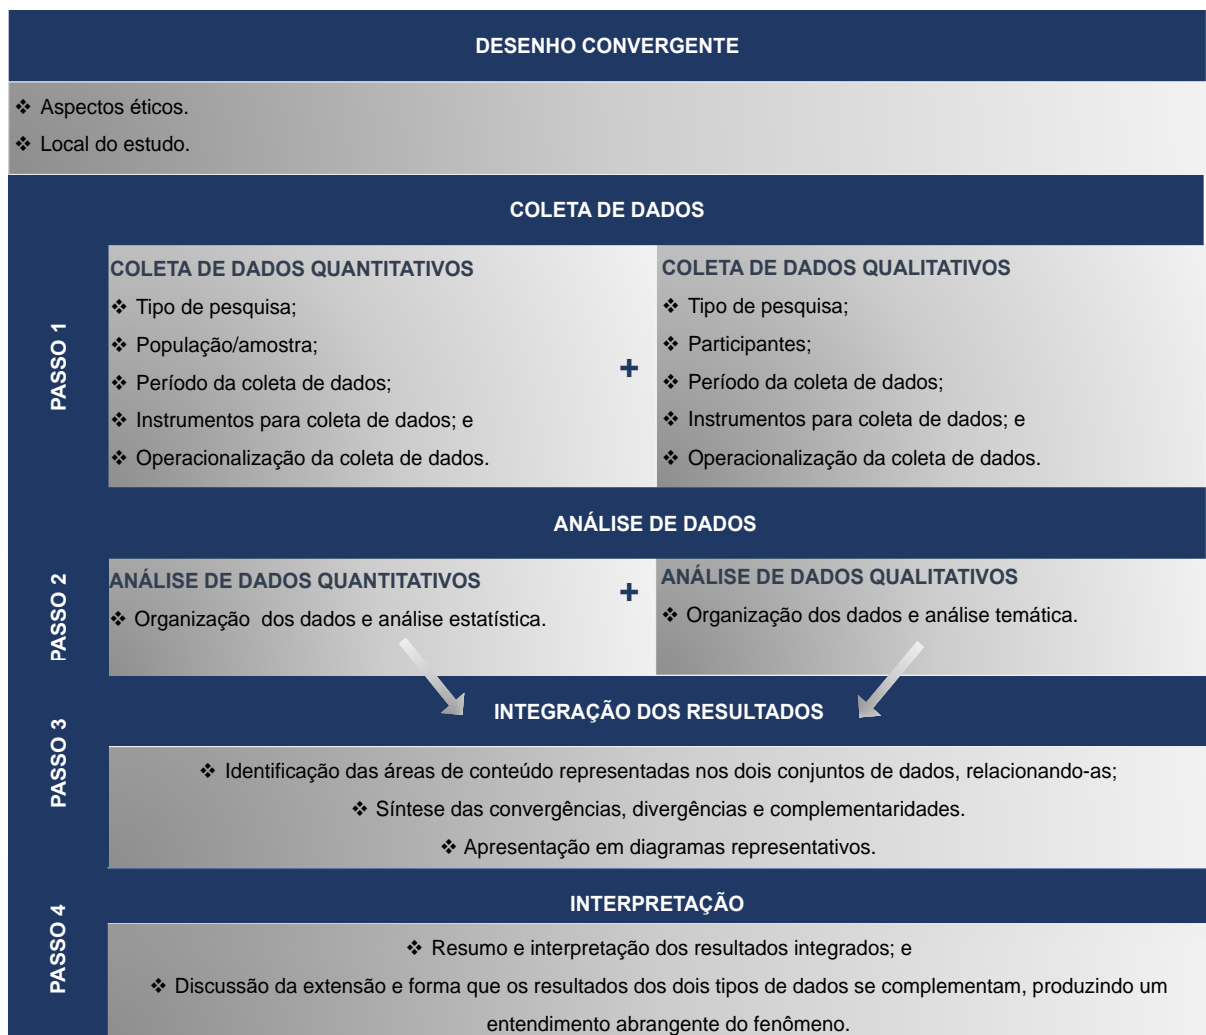 DESENHO CONVERGENTE
❖ Aspectos éticos.
❖ Local do estudo.
COLETA DE DADOS
PASSO 1
COLETA DE DADOS QUANTITATIVOS
❖ Tipo de pesquisa;
❖ População/amostra;
❖ Período da coleta de dados;
❖ Instrumentos para coleta de dados; e
❖ Operacionalização da coleta de dados.
+
COLETA DE DADOS QUALITATIVOS
❖ Tipo de pesquisa;
❖ Participantes;
❖ Período da coleta de dados;
❖ Instrumentos para coleta de dados; e
❖ Operacionalização da coleta de dados.
ANÁLISE DE DADOS
PASSO 2
ANÁLISE DE DADOS QUANTITATIVOS
❖ Organização  dos dados e análise estatística.
+
ANÁLISE DE DADOS QUALITATIVOS
❖ Organização dos dados e análise temática.
PASSO 3
INTEGRAÇÃO DOS RESULTADOS
❖ Identificação das áreas de conteúdo representadas nos dois conjuntos de dados, relacionando-as;
❖ Síntese das convergências, divergências e complementaridades.
❖ Apresentação em diagramas representativos.
PASSO 4
INTERPRETAÇÃO
❖ Resumo e interpretação dos resultados integrados; e
❖ Discussão da extensão e forma que os resultados dos dois tipos de dados se complementam, produzindo um
entendimento abrangente do fenômeno.